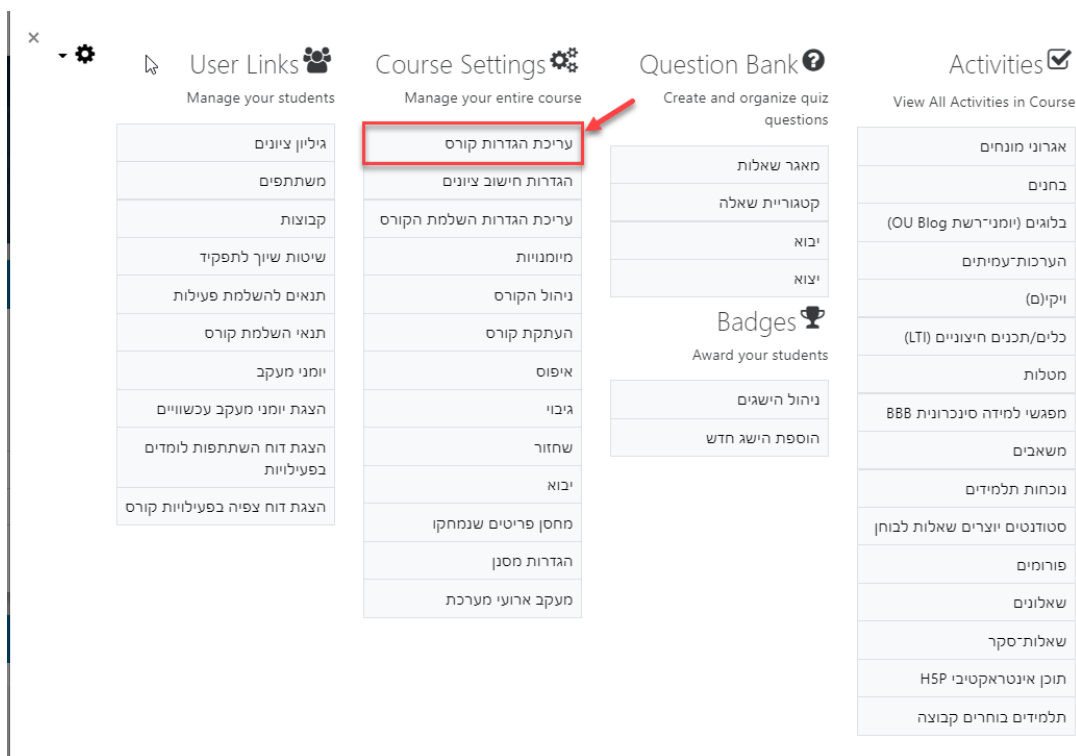 ×
Activities
View All Activities in Course
אגרוני מונחים
בחנים
בלוגים (יומני־רשת OU Blog)
הערכות־עמיתים
ויקי(ם)
כלים/תכנים חיצוניים (LTI)
מטלות
מפגשי למידה סינכרונית BBB
משאבים
נוכחות תלמידים
סטודנטים יוצרים שאלות לבוחן
פורומים
שאלונים
שאלות־סקר
תוכן אינטראקטיבי H5P
תלמידים בוחרים קבוצה
Question Bank
Create and organize quiz
questions
מאגר שאלות
קטגוריית שאלה
יבוא
יצוא
Badges
Award your students
ניהול הישגים
הוספת הישג חדש
Course Settings
Manage your entire course
עריכת הגדרות קורס
הגדרות חישוב ציונים
עריכת הגדרות השלמת הקורס
מיומנויות
ניהול הקורס
העתקת קורס
איפוס
גיבוי
שחזור
יבוא
מחסן פריטים שנמחקו
הגדרות מסנן
מעקב ארועי מערכת
User Links
Manage your students
גיליון ציונים
משתתפים
קבוצות
שיטות שיוך לתפקיד
תנאים להשלמת פעילות
תנאי השלמת קורס
יומני מעקב
הצגת יומני מעקב עכשוויים
הצגת דוח השתתפות לומדים
בפעילויות
הצגת דוח צפיה בפעילויות קורס